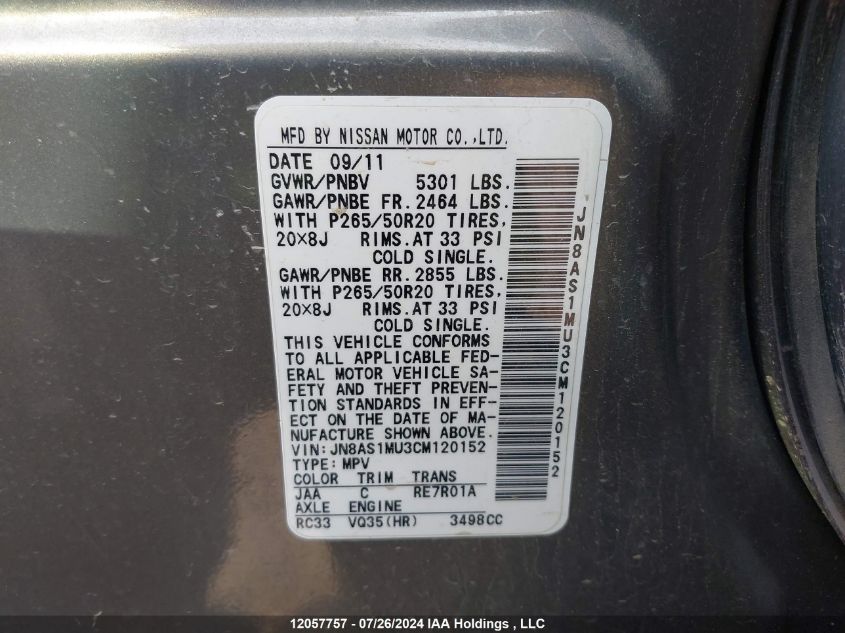 MFD BY NISSAN MOTOR CO.,LTD.
DATE 09/11
GVWR/PNBV 5301 LBS.
GAWR/PNBE FR. 2464 LBS.
WITH P265/50R20 TIRES,
20×8J RIMS.AT 33 PSI
COLD SINGLE.
GAWR/PNBE RR. 2855 LBS.
WITH P265/50R20 TIRES,
20×8J RIMS.AT 33 PSI
COLD SINGLE.
THIS VEHICLE CONFORMS
TO ALL APPLICABLE FED-
ERAL MOTOR VEHICLE SA-
FETY AND THEFT PREVEN-
TION STANDARDS IN EFF-
ECT ON THE DATE OF MA-
NUFACTURE SHOWN ABOVE.
VIN: JN8AS1MU3CM120152
TYPE: MPV
COLOR TRIM TRANS
JAA C RE7R01A
AXLE ENGINE
RC33 VQ35(HR) 3498CC
JN8AS1MU3CM120152
12057757 - 07/26/2024 IAA Holdings , LLC